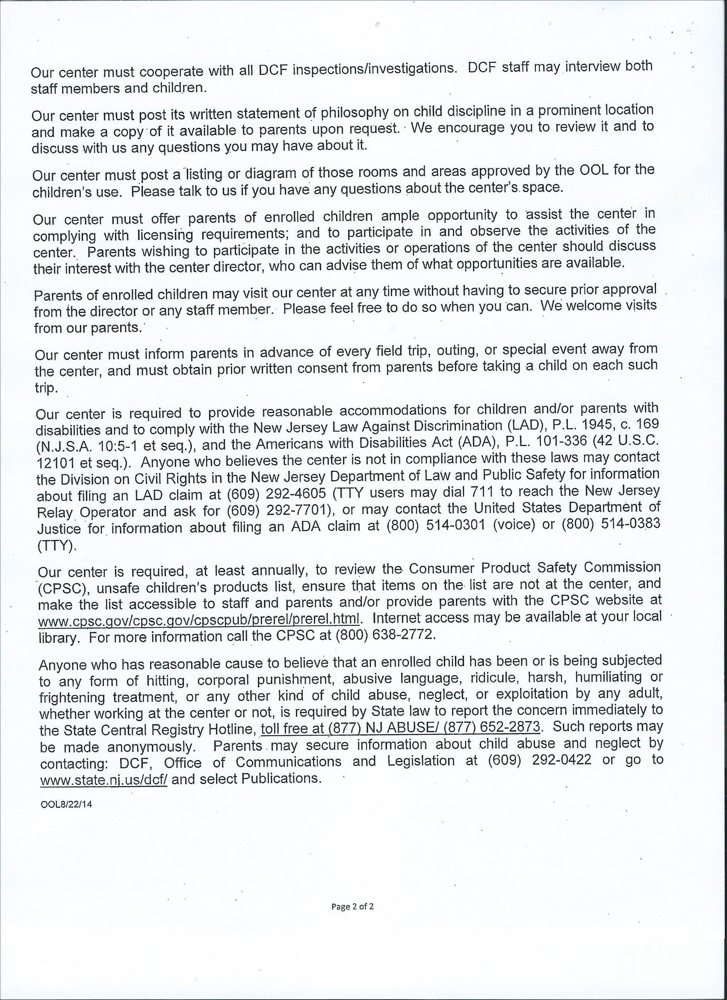 Our center must cooperate with all DCF inspections/investigations. DCF staff may interview both
staff members and children.
Our center must post its written statement of philosophy on child discipline in a prominent location
and make a copy of it available to parents upon request. We encourage you to review it and to
discuss with us any questions you may have about it.
Our center must post a listing or diagram of those rooms and areas approved by the OOL for the
children's use. Please talk to us if you have any questions about the center's space.
Our center must offer parents of enrolled children ample opportunity to assist the center in
complying with licensing requirements; and to participate in and observe the activities of the
center. Parents wishing to participate in the activities or operations of the center should discuss
their interest with the center director, who can advise them of what opportunities are available.
Parents of enrolled children may visit our center at any time without having to secure prior approval
from the director or any staff member. Please feel free to do so when you can. We welcome visits
from our parents.
Our center must inform parents in advance of every field trip, outing, or special event away from
the center, and must obtain prior written consent from parents before taking a child on each such
trip.
Our center is required to provide reasonable accommodations for children and/or parents with
disabilities and to comply with the New Jersey Law Against Discrimination (LAD), P.L. 1945, c. 169
(N.J.S.A. 10:5-1 et seq.), and the Americans with Disabilities Act (ADA), P.L. 101-336 (42 U.S.C.
12101 et seq.). Anyone who believes the center is not in compliance with these laws may contact
the Division on Civil Rights in the New Jersey Department of Law and Public Safety for information
about filing an LAD claim at (609) 292-4605 (TTY users may dial 711 to reach the New Jersey
Relay Operator and ask for (609) 292-7701), or may contact the United States Department of
Justice for information about filing an ADA claim at (800) 514-0301 (voice) or (800) 514-0383
(TTY).
Our center is required, at least annually, to review the Consumer Product Safety Commission
(CPSC), unsafe children's products list, ensure that items on the list are not at the center, and
make the list accessible to staff and parents and/or provide parents with the CPSC website at
www.cpsc.gov/cpsc.gov/cpscpub/prerel/prerel.html. Internet access may be available at your local
library. For more information call the CPSC at (800) 638-2772.
Anyone who has reasonable cause to believe that an enrolled child has been or is being subjected
to any form of hitting, corporal punishment, abusive language, ridicule, harsh, humiliating or
frightening treatment, or any other kind of child abuse, neglect, or exploitation by any adult,
whether working at the center or not, is required by State law to report the concern immediately to
the State Central Registry Hotline, toll free at (877) NJ ABUSE/ (877) 652-2873. Such reports may
be made anonymously. Parents may secure information about child abuse and neglect by
contacting: DCF, Office of Communications and Legislation at (609) 292-0422 or go to
www.state.nj.us/dcf/ and select Publications.
OOL8/22/14
Page 2 of 2